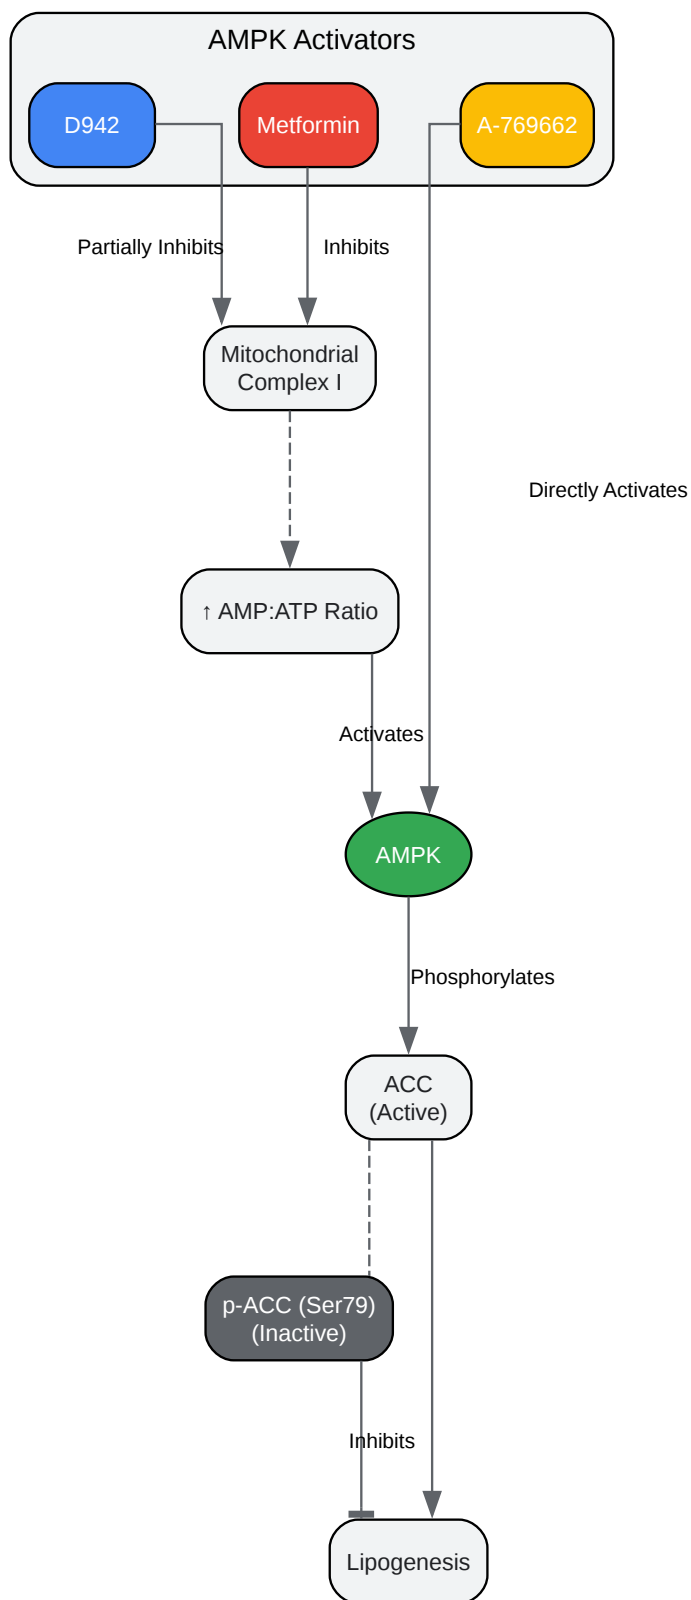 AMPK Activators
D942
Metformin
A-769662
Partially Inhibits
Inhibits
Mitochondrial
Complex I
Directly Activates
↑ AMP:ATP Ratio
Activates
AMPK
Phosphorylates
ACC
(Active)
p-ACC (Ser79)
(Inactive)
Inhibits
Lipogenesis